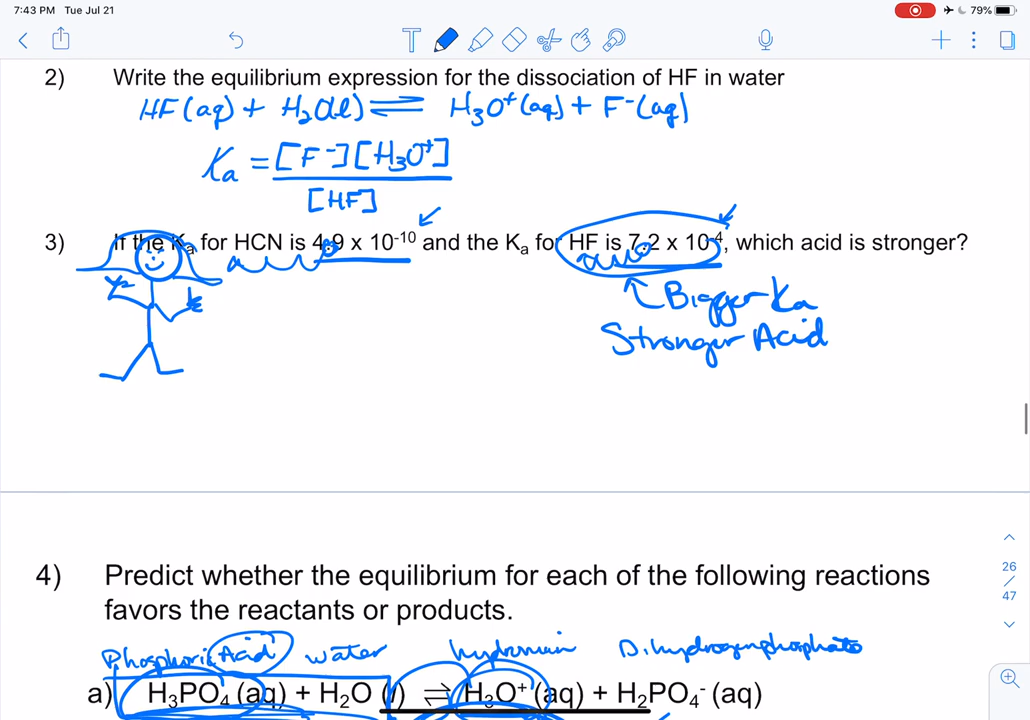 7:43 PM Tue Jul 21
79%
T
2) Write the equilibrium expression for the dissociation of HF in water
HF(aq) + H₂O(l) ⇌ H₃O⁺(aq) + F⁻(aq)
Kₐ = [F⁻][H₃O⁺]
[HF]
3) If the Kₐ for HCN is 4.9 x 10⁻¹⁰ and the Kₐ for HF is 7.2 x 10⁻⁴, which acid is stronger?
Bigger Ka
Stronger Acid
26
/
47
4) Predict whether the equilibrium for each of the following reactions
favors the reactants or products.
Phosphoric Acid water hydronium Dihydrogenphosphate
a) H₃PO₄ (aq) + H₂O (l) ⇌ H₃O⁺ (aq) + H₂PO₄⁻ (aq)